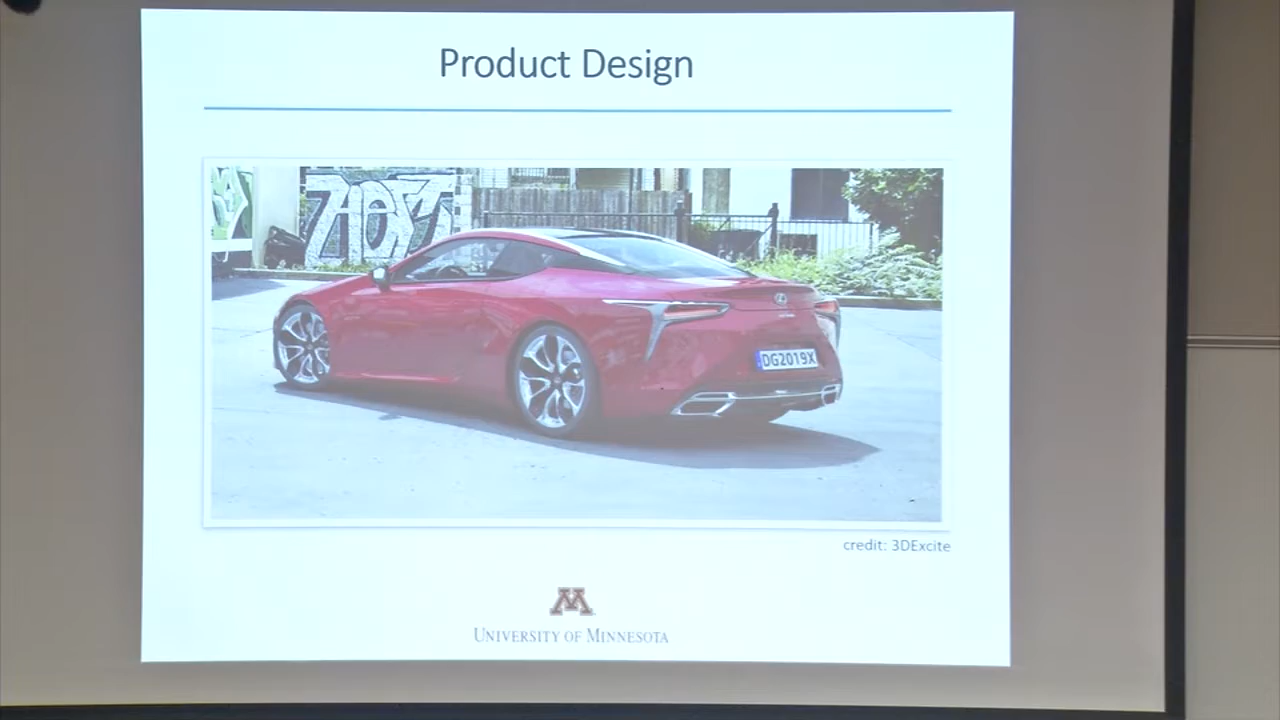 Product Design
DG2019X
credit: 3DExcite
M
UNIVERSITY OF MINNESOTA